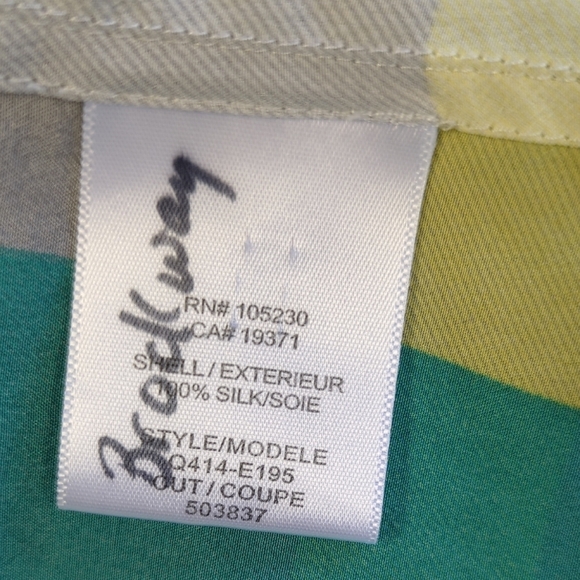 Brockway
RN# 105230
CA# 19371
SHELL/EXTERIEUR
100% SILK/SOIE
STYLE/MODELE
Q414-E195
CUT/COUPE
503837